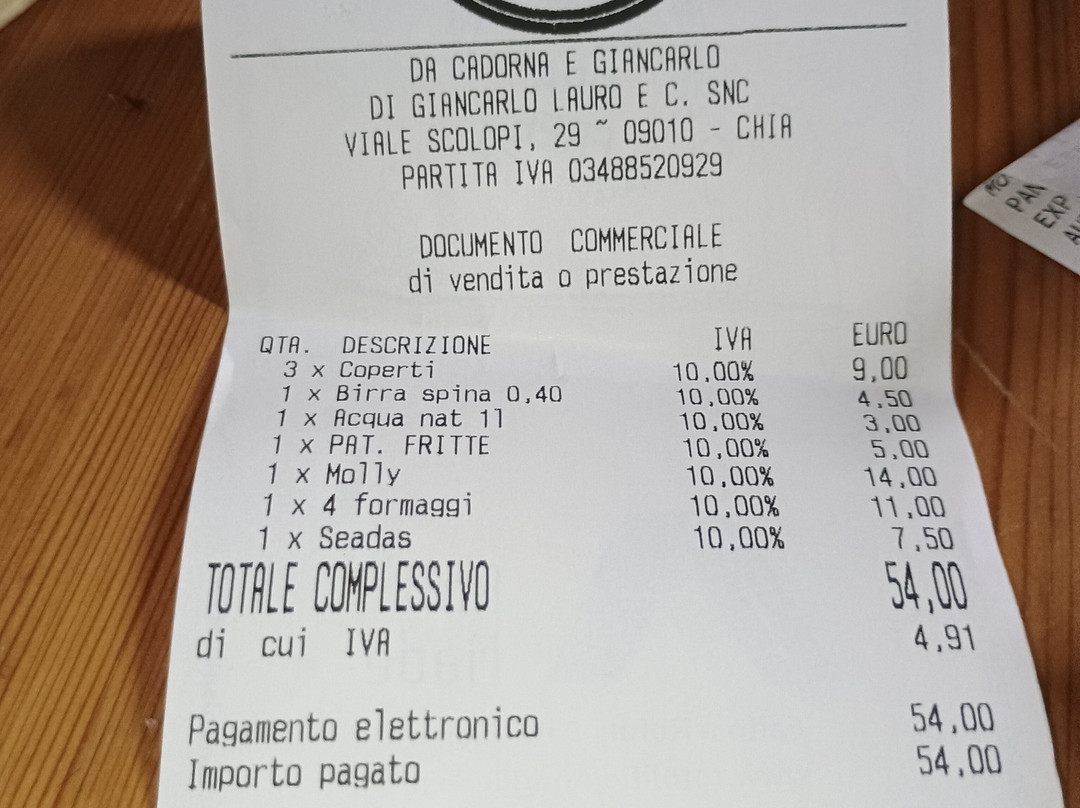 DA CADORNA E GIANCARLO
DI GIANCARLO LAURO E C. SNC
VIALE SCOLOPI, 29 ~ 09010 - CHIA
PARTITA IVA 03488520929
DOCUMENTO COMMERCIALE
di vendita o prestazione
QTA. DESCRIZIONE IVA EURO
3 x Coperti 10,00% 9,00
1 x Birra spina 0,40 10,00% 4,50
1 x Acqua nat 1l 10,00% 3,00
1 x PAT. FRITTE 10,00% 5,00
1 x Molly 10,00% 14,00
1 x 4 formaggi 10,00% 11,00
1 x Seadas 10,00% 7,50
TOTALE COMPLESSIVO 54,00
di cui IVA 4,91
Pagamento elettronico 54,00
Importo pagato 54,00
PAN
EXP